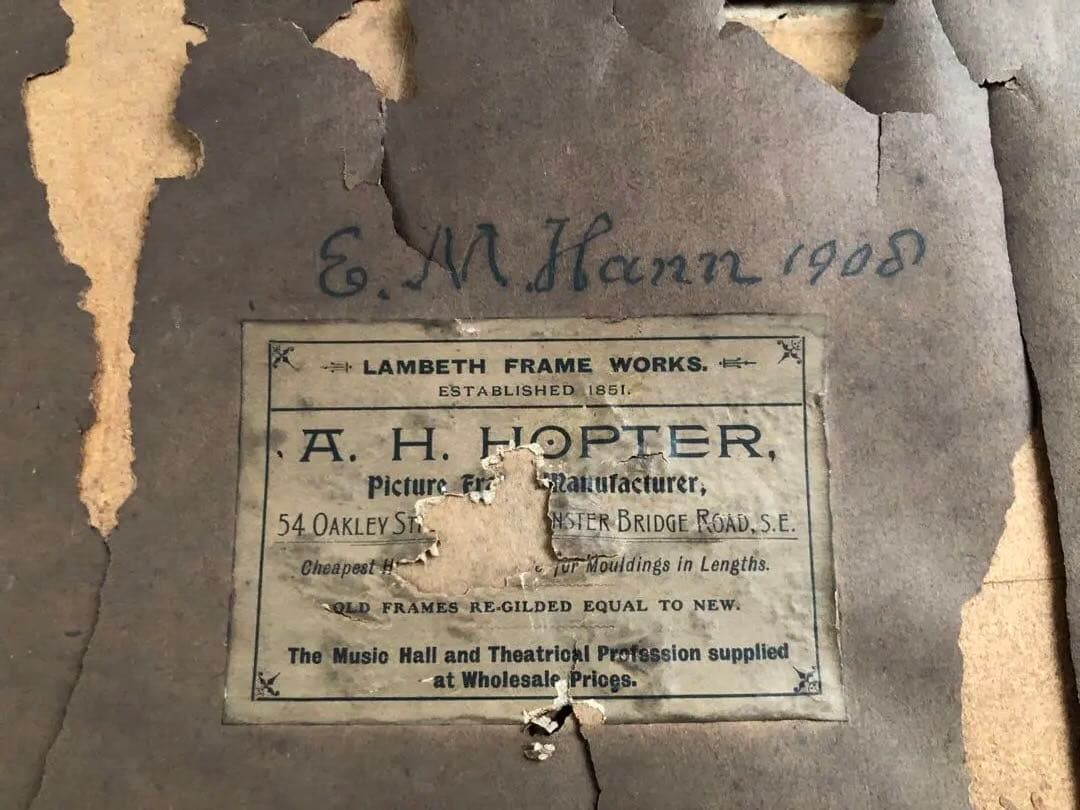 E. M. Hann 1908
LAMBETH FRAME WORKS.
ESTABLISHED 1851.
A. H. HOPTER,
Picture Manufacturer,
54 OAKLEY BRIDGE ROAD, S.E.
Cheapest for Mouldings in Lengths.
OLD FRAMES RE-GILDED EQUAL TO NEW.
The Music Hall and Theatrical Profession supplied
at Wholesale Prices.